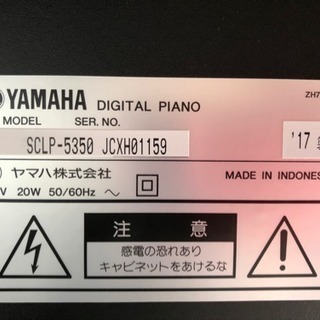 YAMAHA DIGITAL PIANO
ZH7
MODEL SERIAL NO.
SCLP-5350 JCXH01159
'17
ヤマハ株式会社
V 20W 50/60Hz
MADE IN INDONES
注意
感電の恐れあり
キャビネットをあけるな